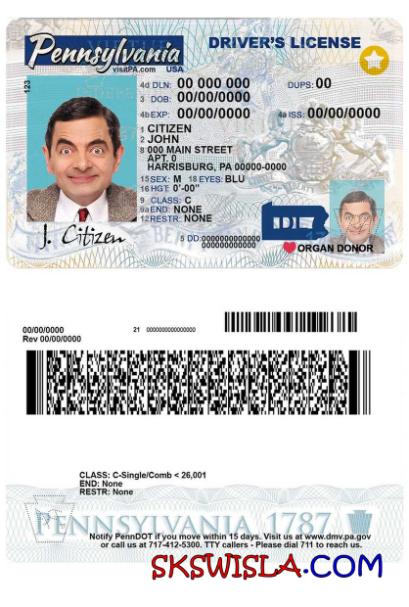 Pennsylvania
DRIVER'S LICENSE
visitPA.com USA
123
4d DLN: 00 000 000 DUPS: 00
3 DOB: 00/00/0000
4b EXP: 00/00/0000 4a ISS: 00/00/0000
1 CITIZEN
2 JOHN
8 000 MAIN STREET
APT. 0
HARRISBURG, PA 00000-0000
15 SEX: M 18 EYES: BLU
16 HGT: 0'-00"
9 CLASS: C
9a END: NONE
12 RESTR: NONE
J. Citizen
5 DD:
ORGAN DONOR
00/00/0000
Rev 00/00/0000
21
CLASS: C-Single/Comb < 26,001
END: None
RESTR: None
PENNSYLVANIA 1787
Notify PennDOT if you move within 15 days. Visit us at www.dmv.pa.gov
or call us at 717-412-5300. TTY callers - Please dial 711 to reach us.
SKSWISLA.COM